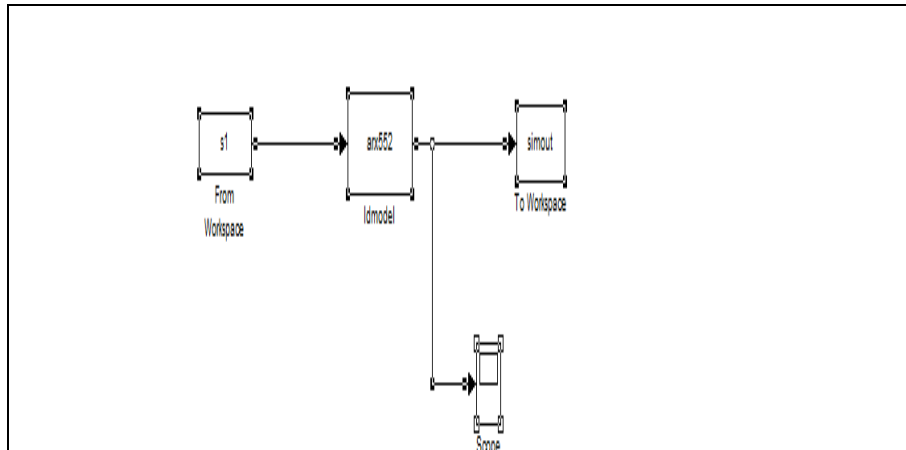 s1
From
Workspace
arx552
Idmodel
simout
To Workspace
Scope